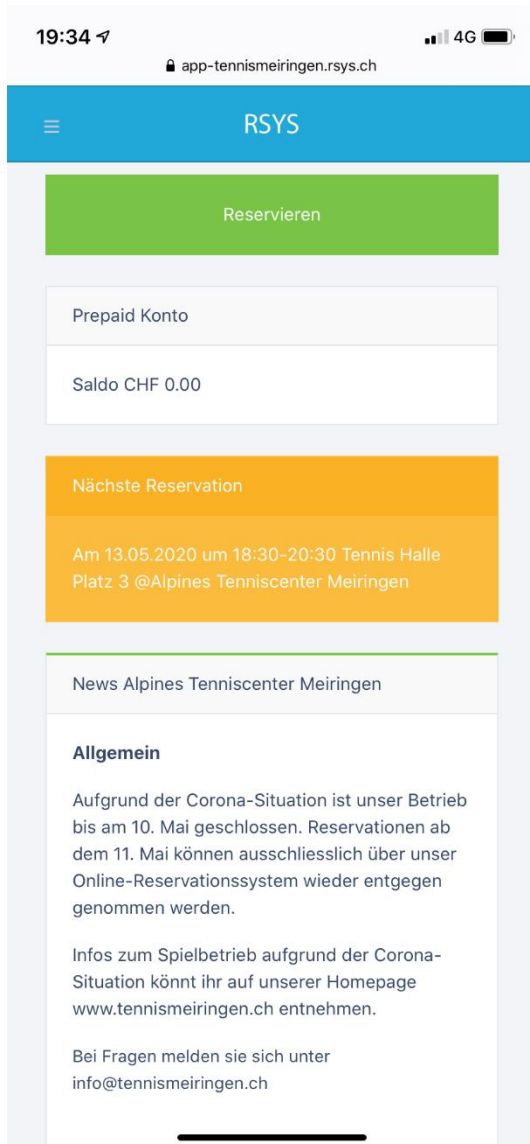 19:34
4G
app-tennismeiringen.rsys.ch
RSYS
Reservieren
Prepaid Konto
Saldo CHF 0.00
Nächste Reservation
Am 13.05.2020 um 18:30-20:30 Tennis Halle
Platz 3 @Alpines Tenniscenter Meiringen
News Alpines Tenniscenter Meiringen
Allgemein
Aufgrund der Corona-Situation ist unser Betrieb
bis am 10. Mai geschlossen. Reservationen ab
dem 11. Mai können ausschliesslich über unser
Online-Reservationssystem wieder entgegen
genommen werden.
Infos zum Spielbetrieb aufgrund der Corona-
Situation könnt ihr auf unserer Homepage
www.tennismeiringen.ch entnehmen.
Bei Fragen melden sie sich unter
info@tennismeiringen.ch